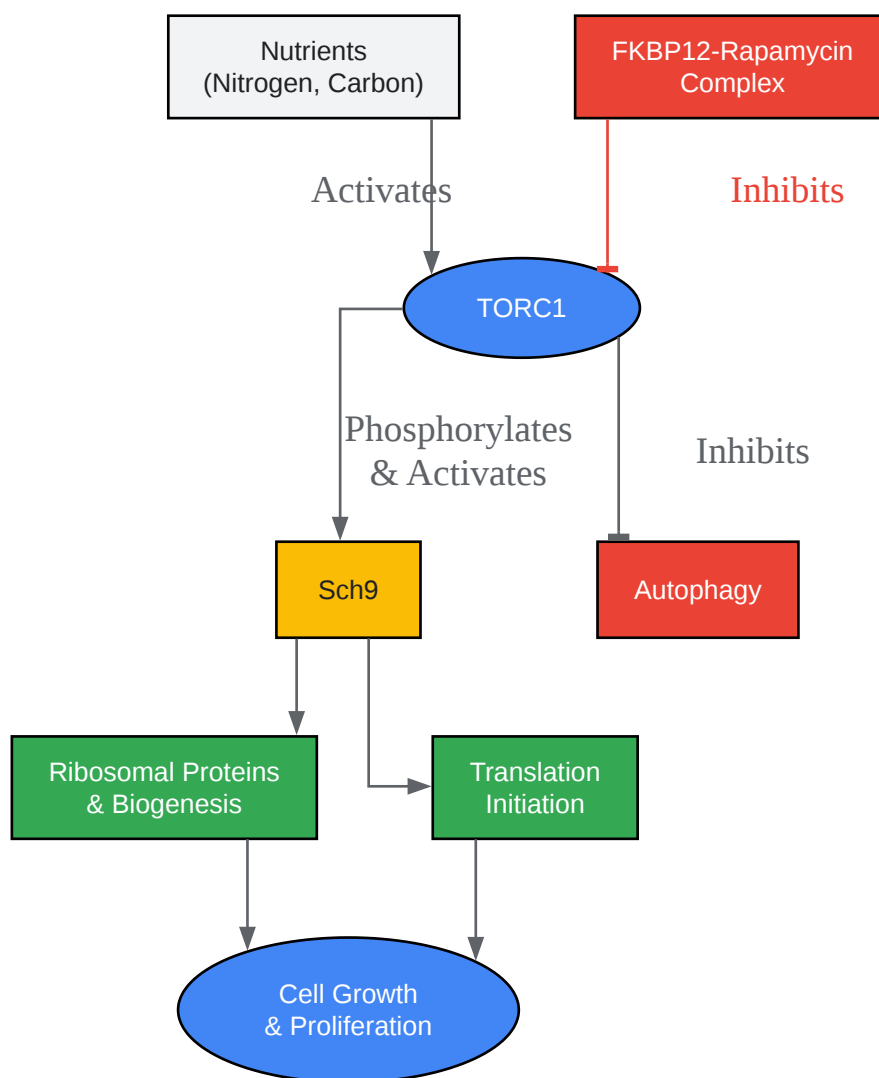 Nutrients
(Nitrogen, Carbon)
FKBP12-Rapamycin
Complex
Activates
Inhibits
TORC1
Phosphorylates
& Activates
Inhibits
Sch9
Autophagy
Ribosomal Proteins
& Biogenesis
Translation
Initiation
Cell Growth
& Proliferation